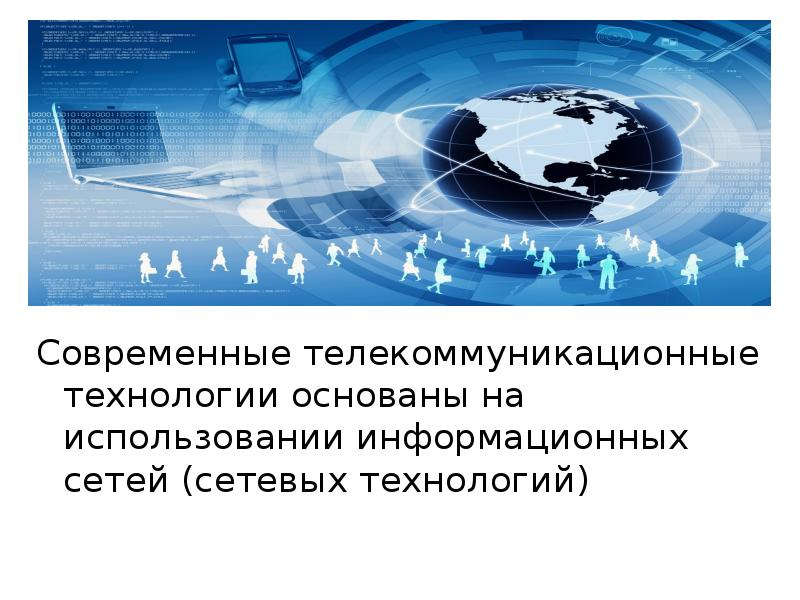 Современные телекоммуникационные
технологии основаны на
использовании информационных
сетей (сетевых технологий)